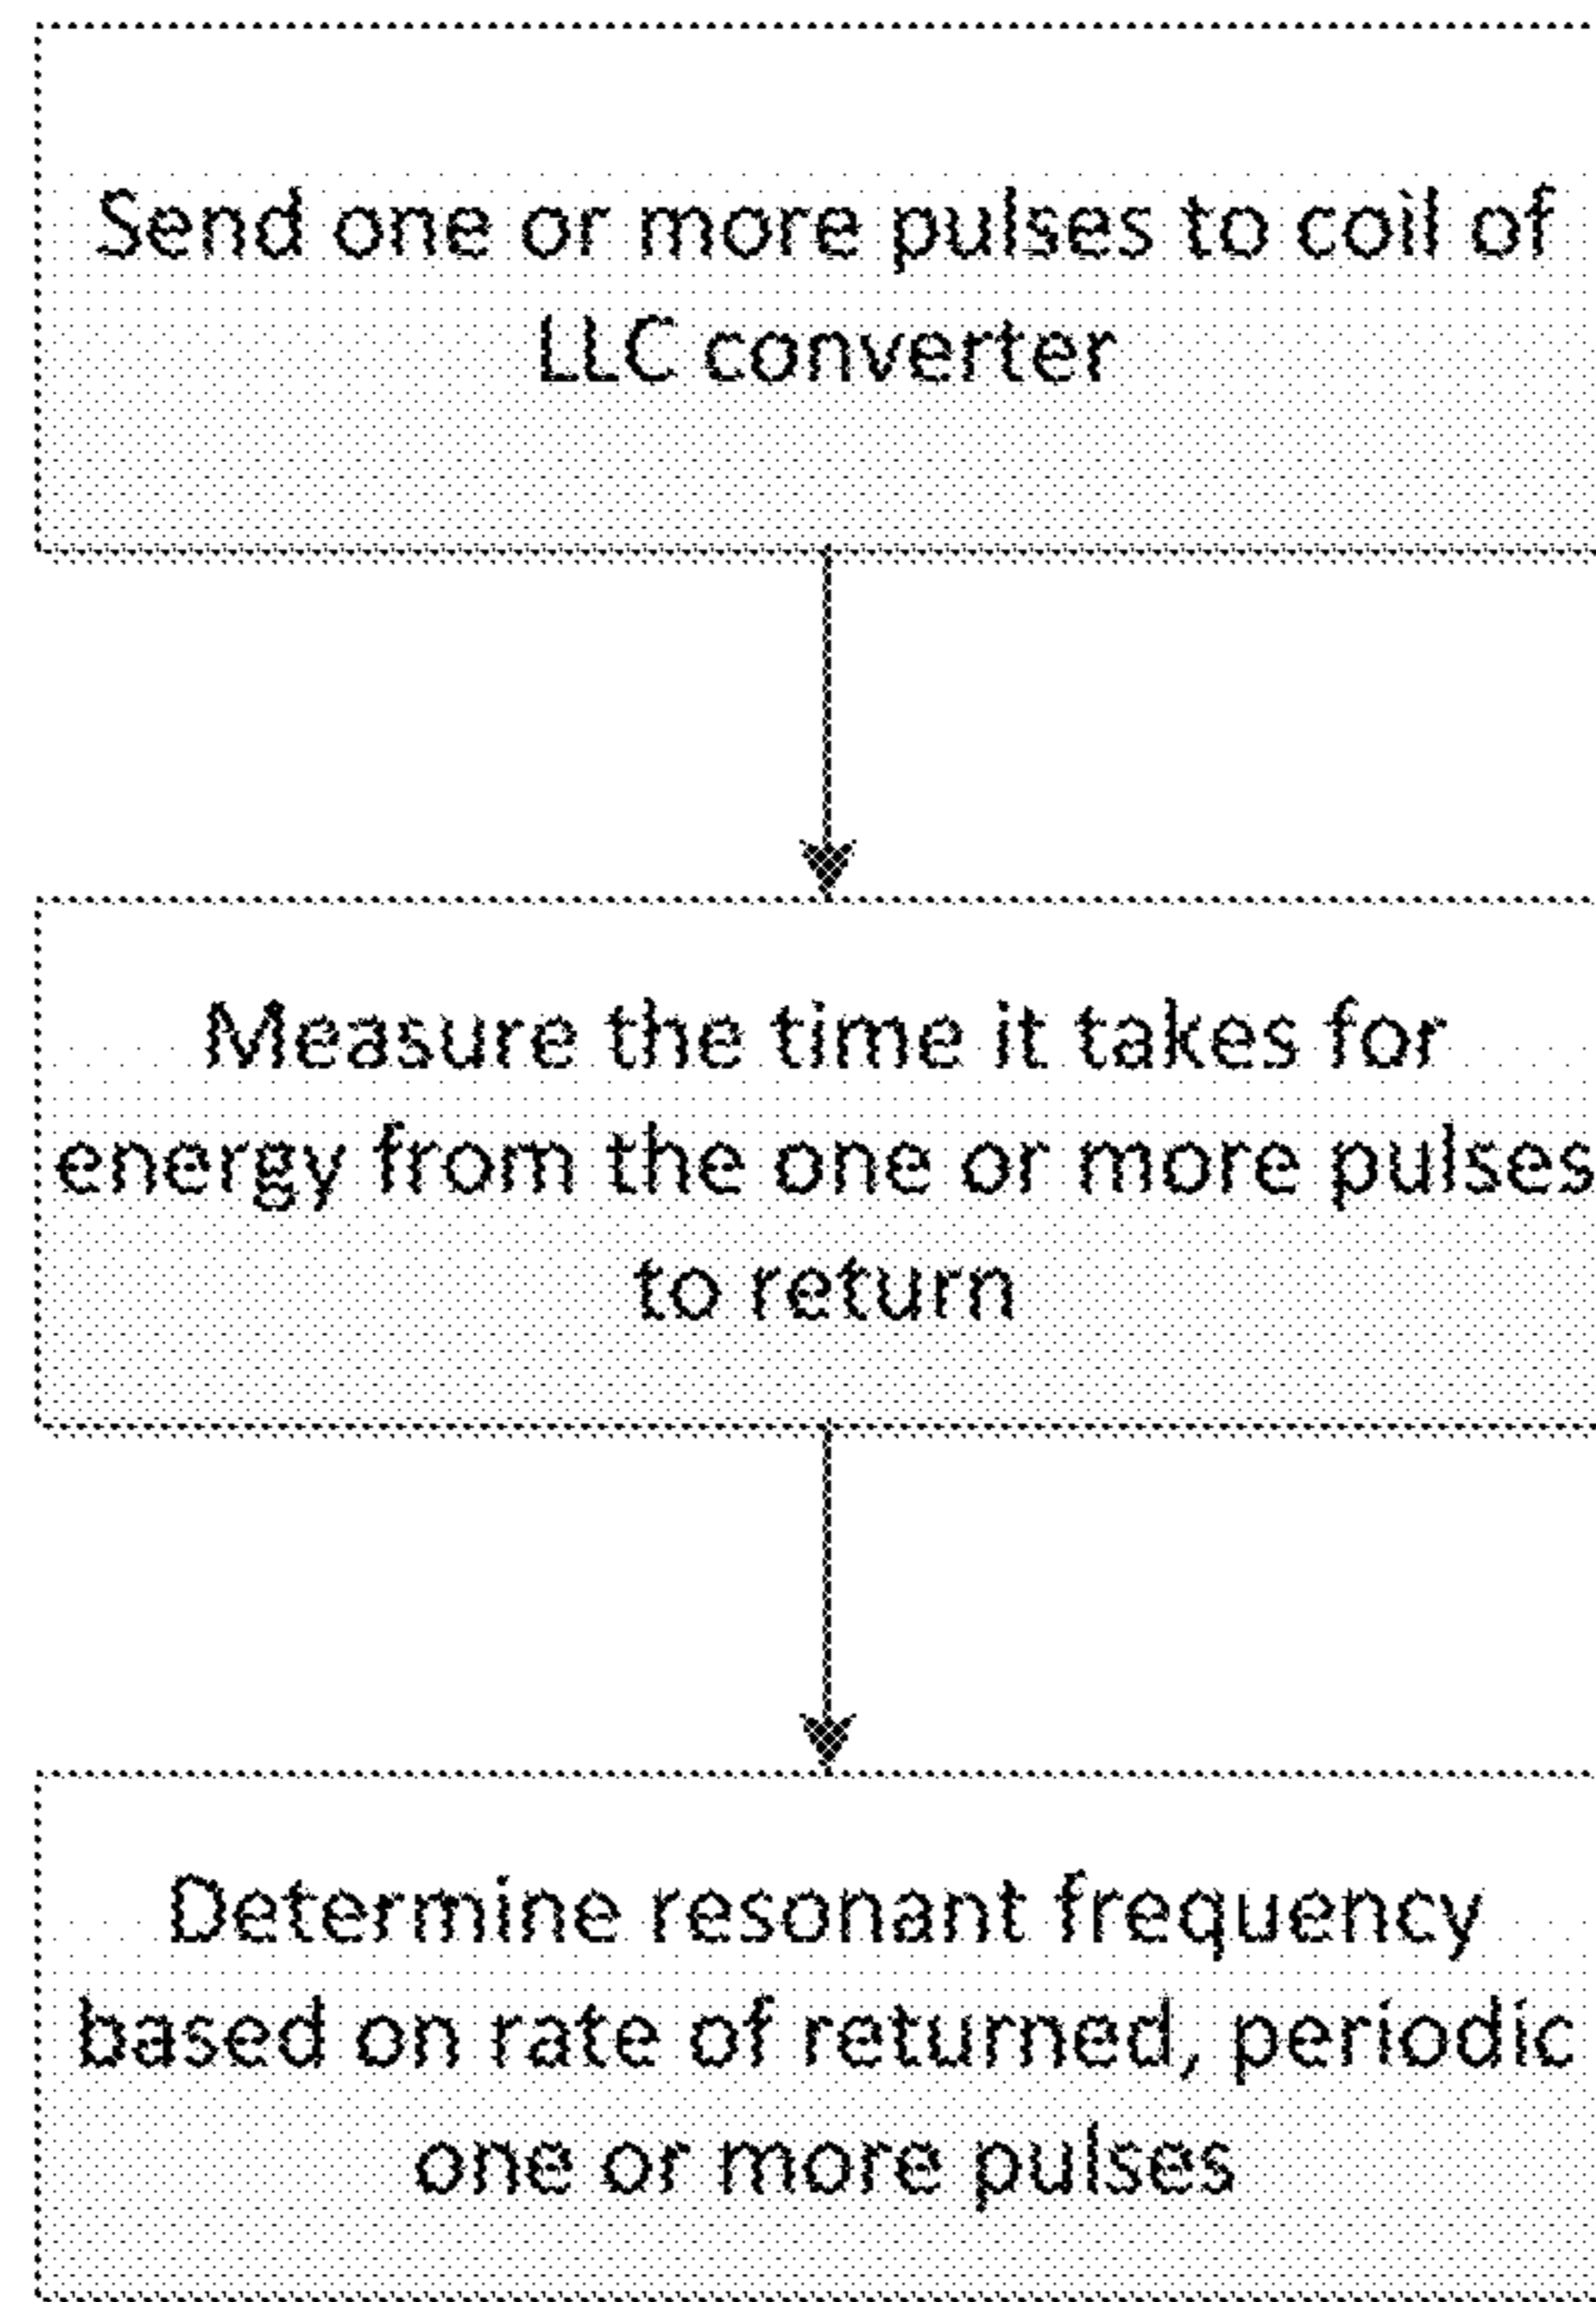 Send one or more pulses to coil of
LLC converter
Measure the time it takes for
energy from the one or more pulses
to return
Determine resonant frequency
based on rate of returned, periodic
one or more pulses